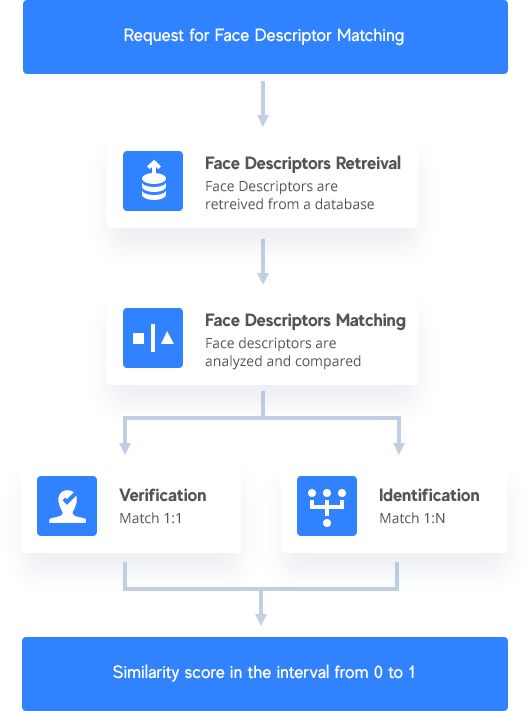 Request for Face Descriptor Matching
Face Descriptors Retreival
Face Descriptors are
retreived from a database
Face Descriptors Matching
Face descriptors are
analyzed and compared
Verification
Match 1:1
Identification
Match 1:N
Similarity score in the interval from 0 to 1